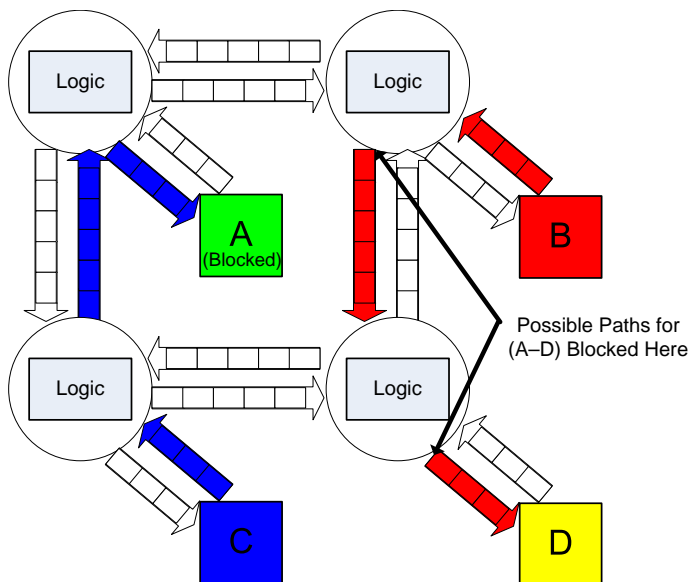 Logic
Logic
A
(Blocked)
B
Possible Paths for
(A–D) Blocked Here
Logic
Logic
C
D